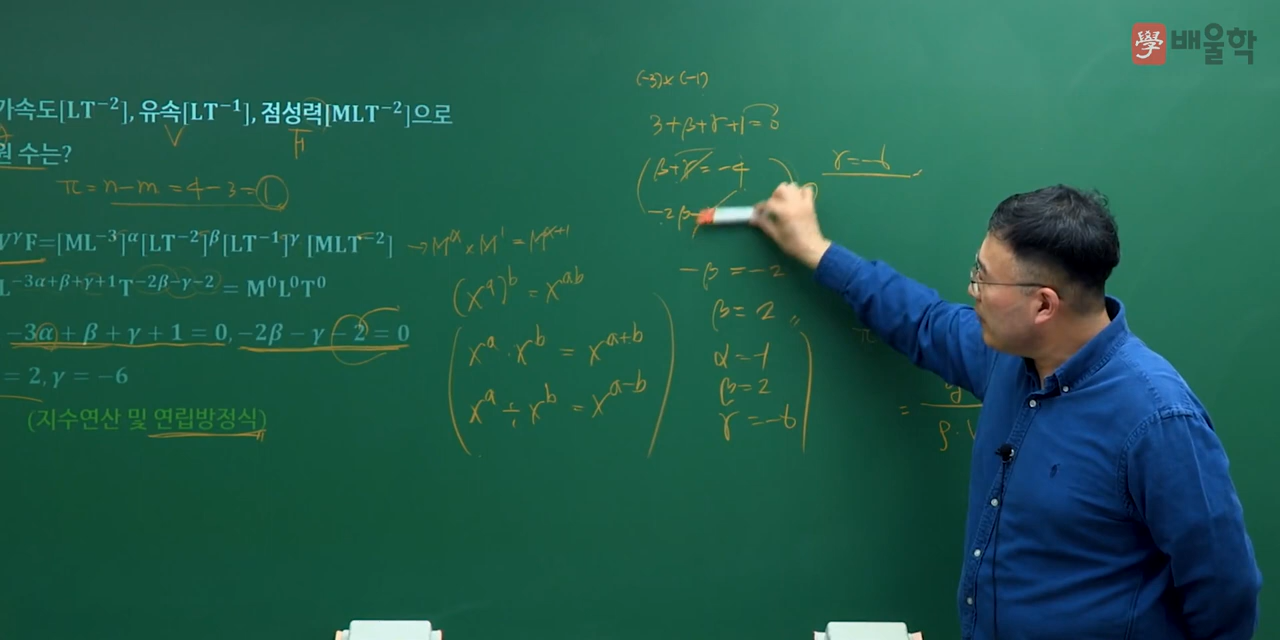 學 배울학
가속도[LT⁻²], 유속[LT⁻¹], 점성력[MLT⁻²]으로
V F
원 수는?
π = n-m = 4-3 = 1
VᵞF=[ML⁻³]ᵅ[LT⁻²]ᵝ[LT⁻¹]ᵞ [MLT⁻²] → Mᵅ × M¹ = Mᵅ⁺¹
L⁻³ᵅ⁺ᵝ⁺ᵞ⁺¹T⁻²ᵝ⁻ᵞ⁻² = M⁰L⁰T⁰
-3α + β + γ + 1 = 0, -2β - γ - 2 = 0
= 2, γ = -6
(지수연산 및 연립방정식)
(xᵃ)ᵇ = xᵃᵇ
xᵃ · xᵇ = xᵃ⁺ᵇ
xᵃ ÷ xᵇ = xᵃ⁻ᵇ
(-3)×(-1)
3+β+γ+1=0
β+γ=-4
-2β-
-β = -2
β = 2
α = -1
β = 2
γ = -6
γ = -6
π
=
ρ·V